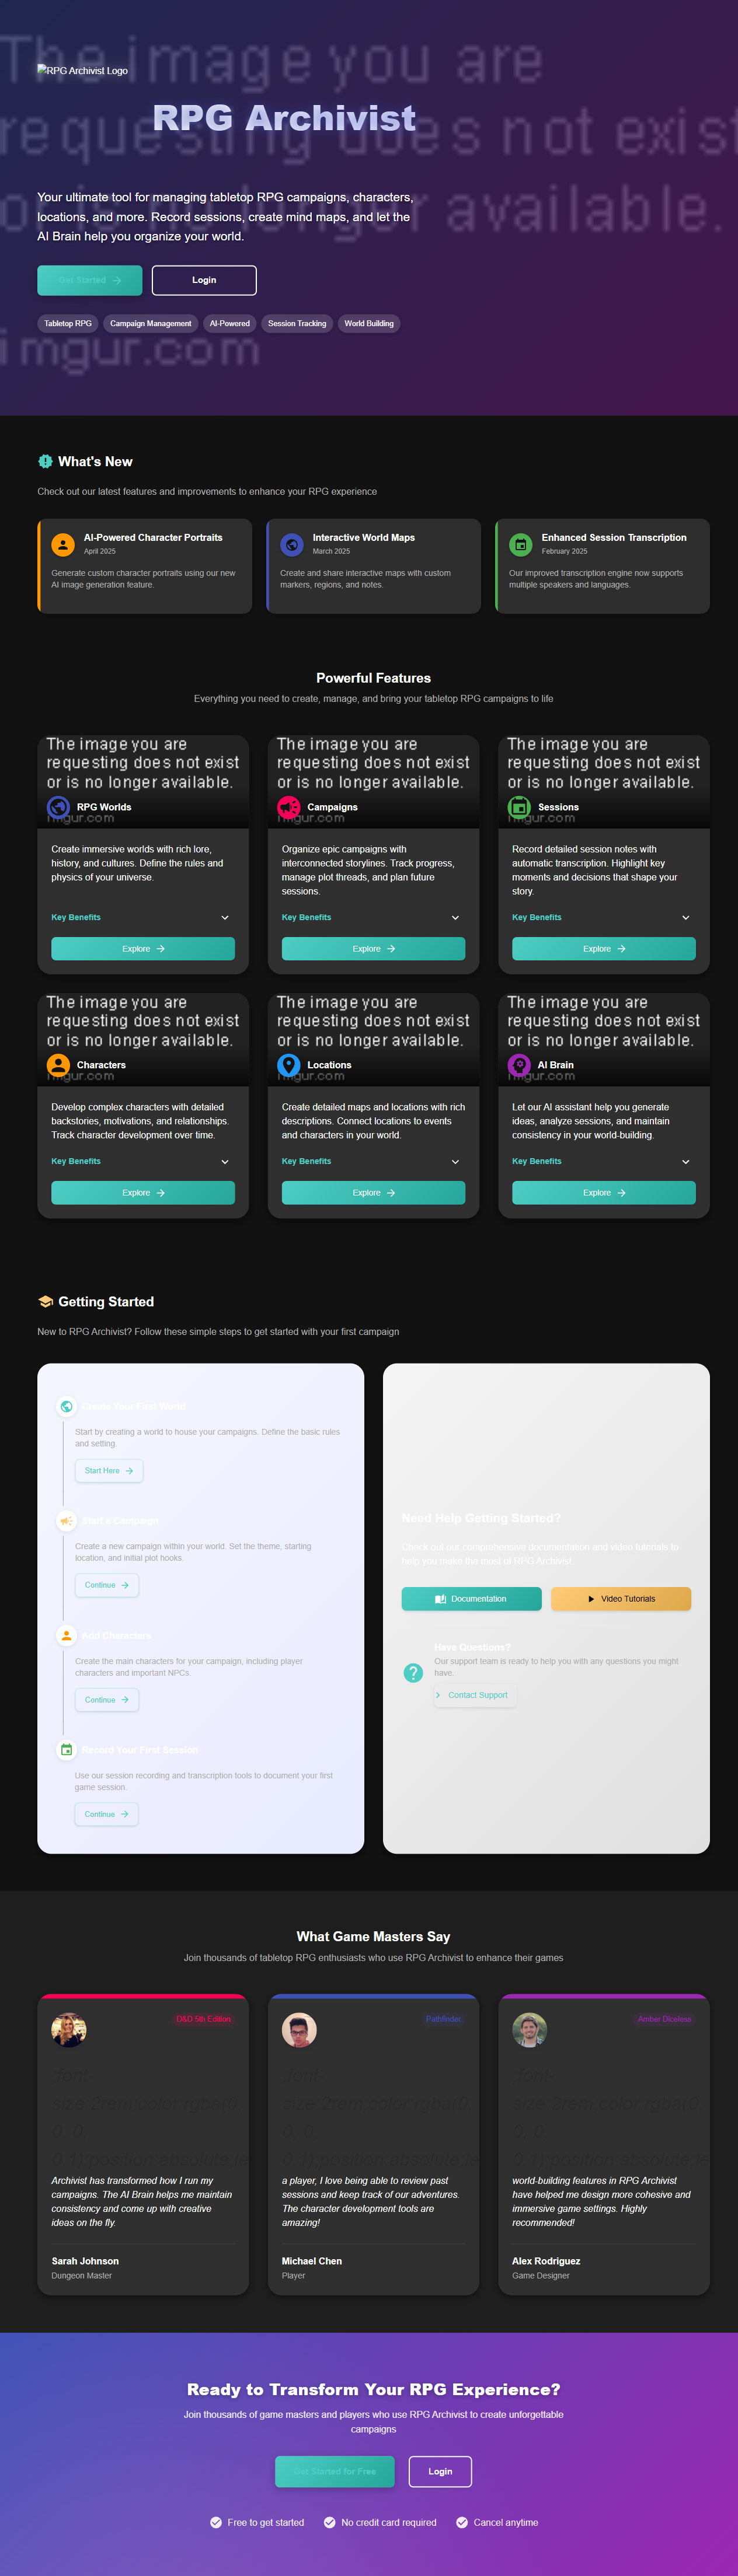 The image you are
requesting does not exist
or is no longer available.
imgur.com
RPG Archivist Logo
RPG Archivist
Your ultimate tool for managing tabletop RPG campaigns, characters,
locations, and more. Record sessions, create mind maps, and let the
AI Brain help you organize your world.
Get Started
Login
Tabletop RPG
Campaign Management
AI-Powered
Session Tracking
World Building
What's New
Check out our latest features and improvements to enhance your RPG experience
AI-Powered Character Portraits
April 2025
Generate custom character portraits using our new
AI image generation feature.
Interactive World Maps
March 2025
Create and share interactive maps with custom
markers, regions, and notes.
Enhanced Session Transcription
February 2025
Our improved transcription engine now supports
multiple speakers and languages.
Powerful Features
Everything you need to create, manage, and bring your tabletop RPG campaigns to life
The image you are
requesting does not exist
or is no longer available.
imgur.com
RPG Worlds
Create immersive worlds with rich lore,
history, and cultures. Define the rules and
physics of your universe.
Key Benefits
Explore
The image you are
requesting does not exist
or is no longer available.
imgur.com
Campaigns
Organize epic campaigns with
interconnected storylines. Track progress,
manage plot threads, and plan future
sessions.
Key Benefits
Explore
The image you are
requesting does not exist
or is no longer available.
imgur.com
Sessions
Record detailed session notes with
automatic transcription. Highlight key
moments and decisions that shape your
story.
Key Benefits
Explore
The image you are
requesting does not exist
or is no longer available.
imgur.com
Characters
Develop complex characters with detailed
backstories, motivations, and relationships.
Track character development over time.
Key Benefits
Explore
The image you are
requesting does not exist
or is no longer available.
imgur.com
Locations
Create detailed maps and locations with rich
descriptions. Connect locations to events
and characters in your world.
Key Benefits
Explore
The image you are
requesting does not exist
or is no longer available.
imgur.com
AI Brain
Let our AI assistant help you generate
ideas, analyze sessions, and maintain
consistency in your world-building.
Key Benefits
Explore
Getting Started
New to RPG Archivist? Follow these simple steps to get started with your first campaign
Create Your First World
Start by creating a world to house your campaigns. Define the basic rules
and setting.
Start Here
Start a Campaign
Create a new campaign within your world. Set the theme, starting
location, and initial plot hooks.
Continue
Add Characters
Create the main characters for your campaign, including player
characters and important NPCs.
Continue
Record Your First Session
Use our session recording and transcription tools to document your first
game session.
Continue
Need Help Getting Started?
Check out our comprehensive documentation and video tutorials to
help you make the most of RPG Archivist.
Documentation
Video Tutorials
Have Questions?
Our support team is ready to help you with any questions you might
have.
Contact Support
What Game Masters Say
Join thousands of tabletop RPG enthusiasts who use RPG Archivist to enhance their games
D&D 5th Edition
;font-
size:2rem;color:rgba(0,
0, 0,
Archivist has transformed how I run my
campaigns. The AI Brain helps me maintain
consistency and come up with creative
ideas on the fly.
Sarah Johnson
Dungeon Master
Pathfinder
;font-
size:2rem;color:rgba(0,
0, 0,
a player, I love being able to review past
sessions and keep track of our adventures.
The character development tools are
amazing!
Michael Chen
Player
Amber Diceless
;font-
size:2rem;color:rgba(0,
0, 0,
world-building features in RPG Archivist
have helped me design more cohesive and
immersive game settings. Highly
recommended!
Alex Rodriguez
Game Designer
Ready to Transform Your RPG Experience?
Join thousands of game masters and players who use RPG Archivist to create unforgettable
campaigns
Get Started for Free
Login
Free to get started
No credit card required
Cancel anytime